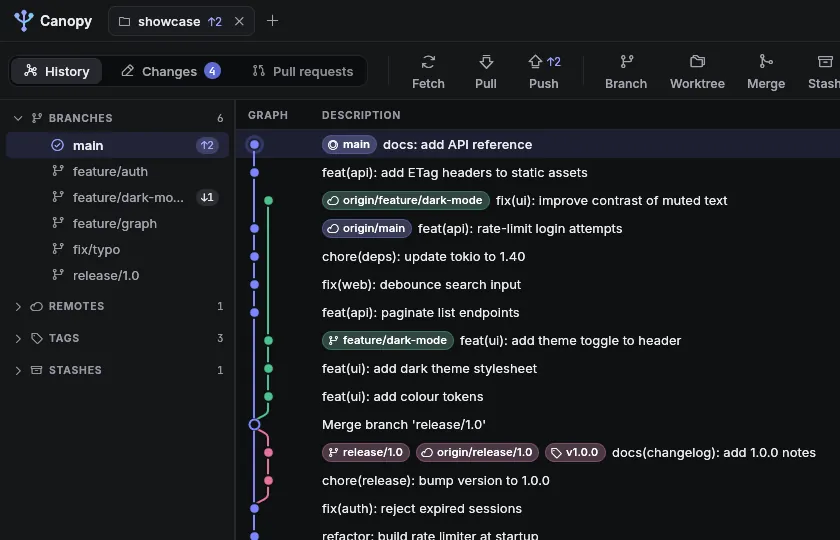 Canopy showcase ↑2
History Changes 4 Pull requests Fetch Pull Push ↑2 Branch Worktree Merge Stash
BRANCHES 6
main ↑2
feature/auth
feature/dark-mo... ↓1
feature/graph
fix/typo
release/1.0
REMOTES 1
TAGS 3
STASHES 1
GRAPH DESCRIPTION
main docs: add API reference
feat(api): add ETag headers to static assets
origin/feature/dark-mode fix(ui): improve contrast of muted text
origin/main feat(api): rate-limit login attempts
chore(deps): update tokio to 1.40
fix(web): debounce search input
feat(api): paginate list endpoints
feature/dark-mode feat(ui): add theme toggle to header
feat(ui): add dark theme stylesheet
feat(ui): add colour tokens
Merge branch 'release/1.0'
release/1.0 origin/release/1.0 v1.0.0 docs(changelog): add 1.0.0 notes
chore(release): bump version to 1.0.0
fix(auth): reject expired sessions
refactor: build rate limiter at startup